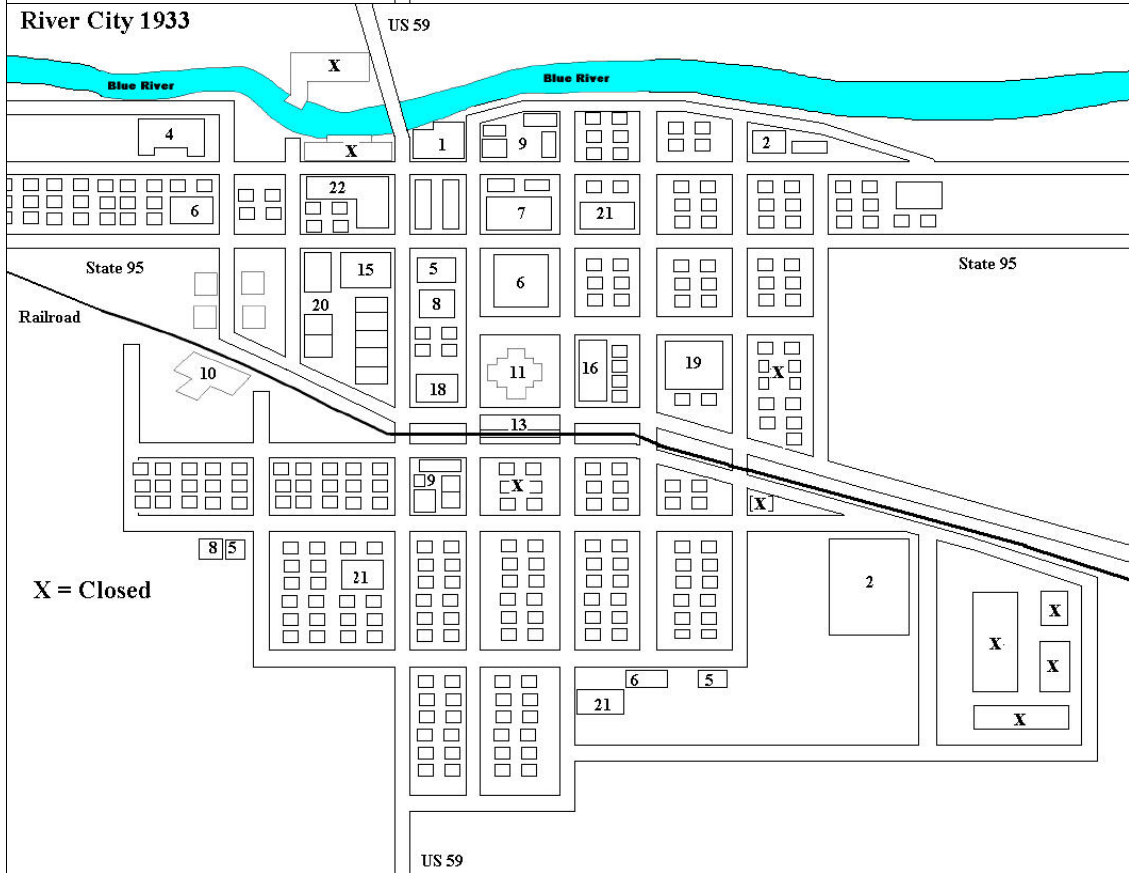 River City 1933
US 59
X
Blue River
Blue River
4
X
1
9
2
22
6
7
21
State 95
State 95
5
15
6
20
8
Railroad
10
11
16
19
X
18
13
9
X
[X]
8 5
21
2
X = Closed
X
X
X
6
5
21
X
US 59